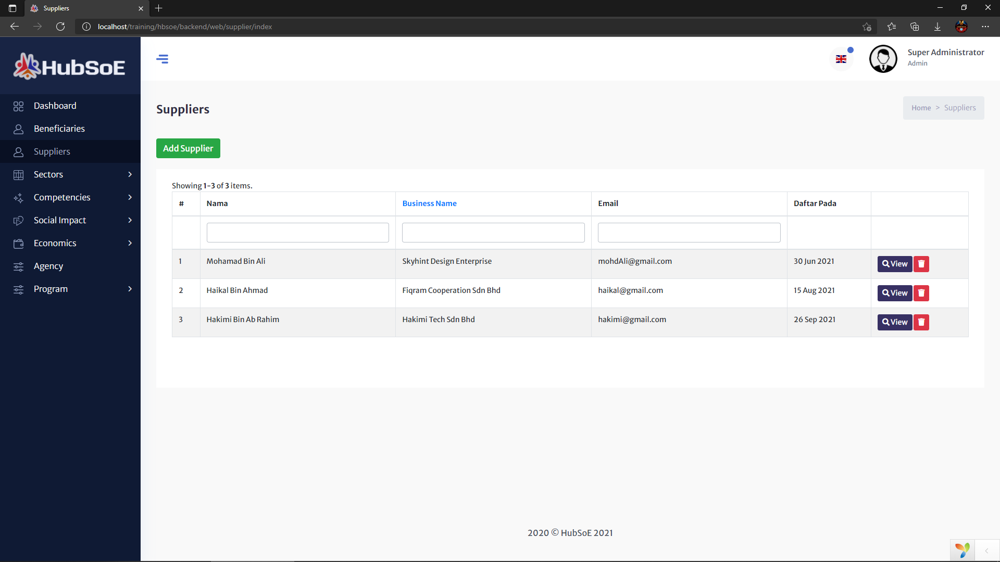 Suppliers
localhost/training/hbsoe/backend/web/supplier/index
HubSoE
Super Administrator
Admin
Dashboard
Beneficiaries
Suppliers
Sectors
Competencies
Social Impact
Economics
Agency
Program
Suppliers
Home > Suppliers
Add Supplier
Showing 1-3 of 3 items.
# Nama Business Name Email Daftar Pada
1 Mohamad Bin Ali Skyhint Design Enterprise mohdAli@gmail.com 30 Jun 2021 View
2 Haikal Bin Ahmad Fiqram Cooperation Sdn Bhd haikal@gmail.com 15 Aug 2021 View
3 Hakimi Bin Ab Rahim Hakimi Tech Sdn Bhd hakimi@gmail.com 26 Sep 2021 View
2020 © HubSoE 2021